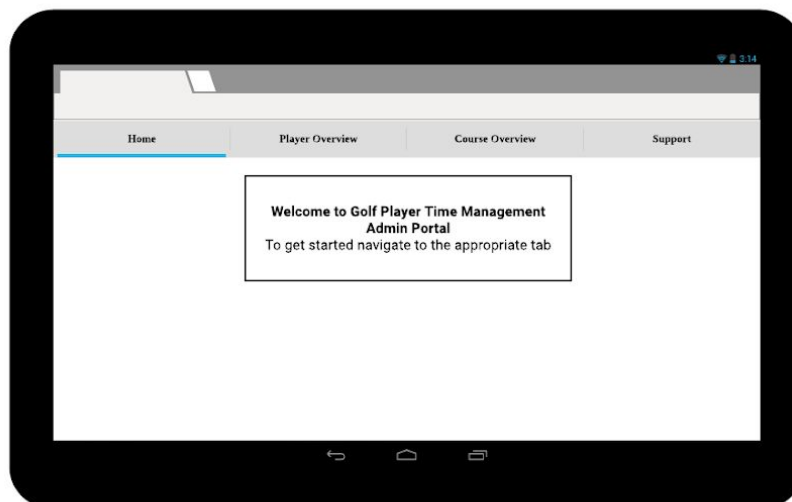 3:14
Home Player Overview Course Overview Support
Welcome to Golf Player Time Management
Admin Portal
To get started navigate to the appropriate tab